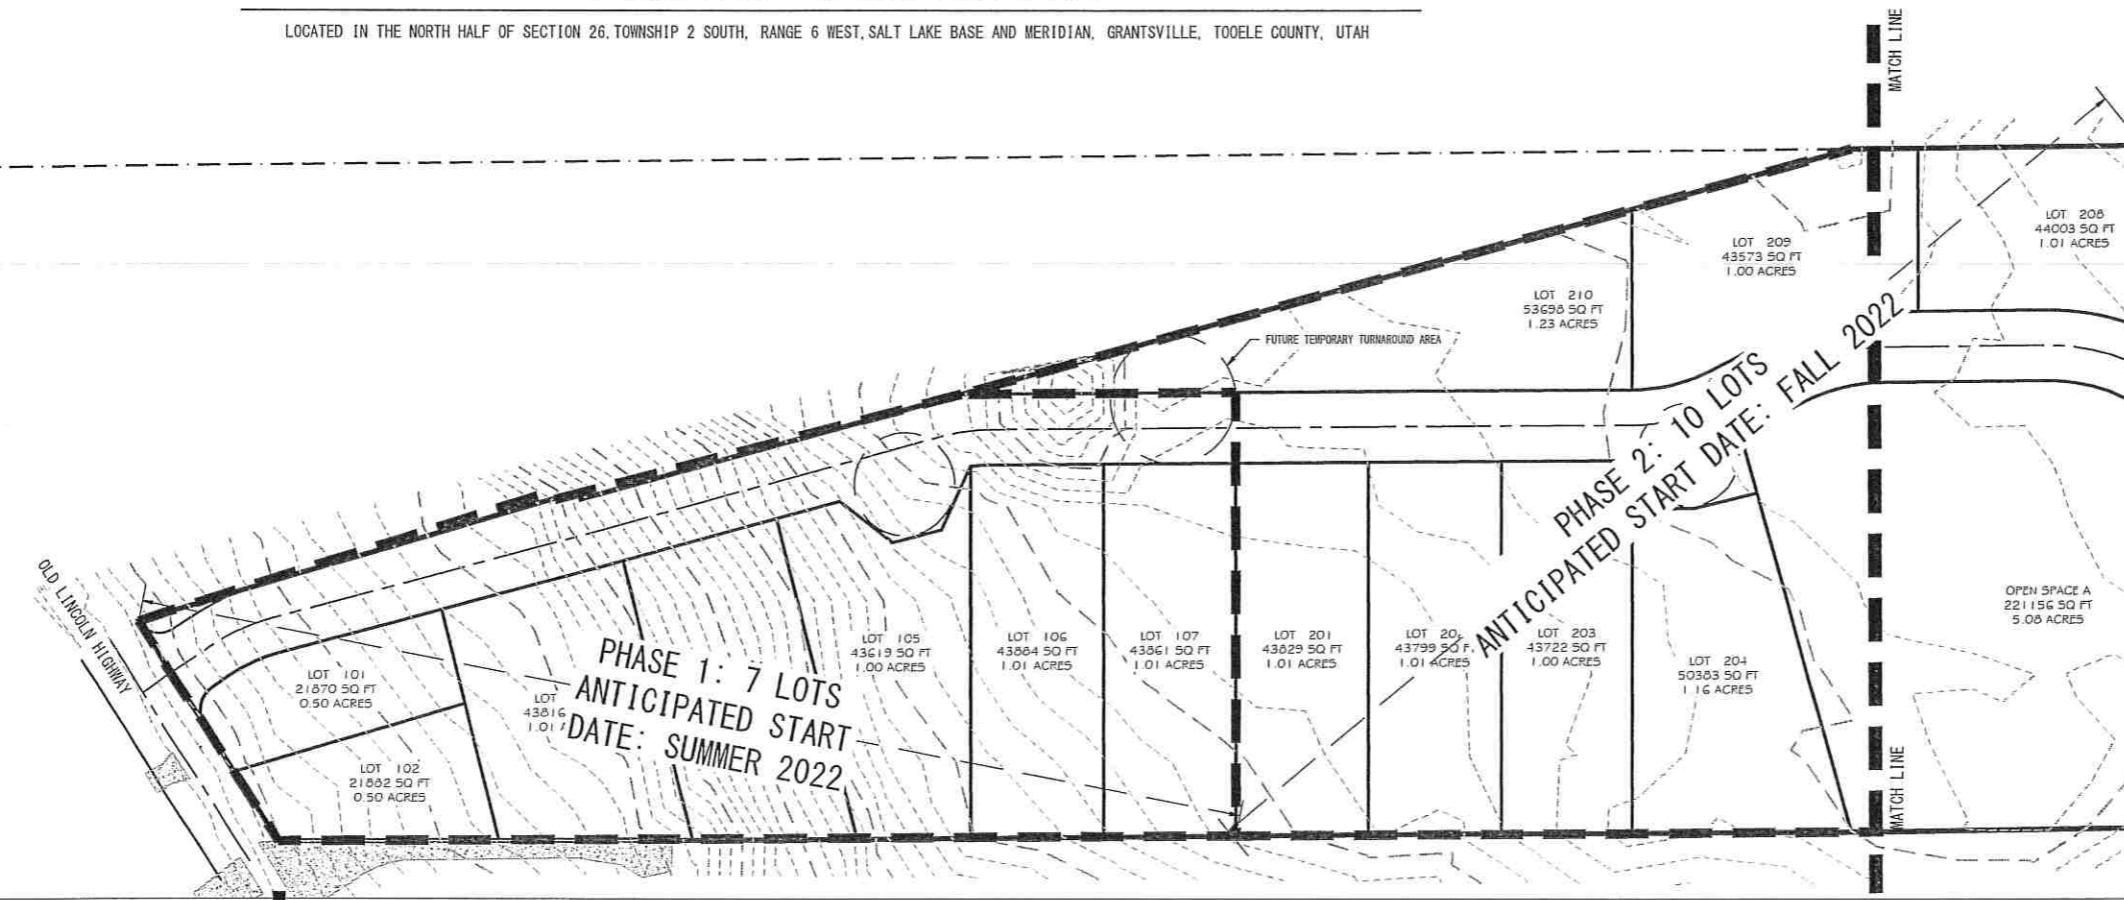 LOCATED IN THE NORTH HALF OF SECTION 26, TOWNSHIP 2 SOUTH, RANGE 6 WEST, SALT LAKE BASE AND MERIDIAN, GRANTSVILLE, TOOELE COUNTY, UTAH
MATCH LINE
LOT 208
44003 SQ FT
1.01 ACRES
LOT 209
43573 SQ FT
1.00 ACRES
LOT 210
53698 SQ FT
1.23 ACRES
FUTURE TEMPORARY TURNAROUND AREA
PHASE 2: 10 LOTS
ANTICIPATED START DATE: FALL 2022
OLD LINCOLN HIGHWAY
LOT 101
21870 SQ FT
0.50 ACRES
LOT 102
21882 SQ FT
0.50 ACRES
LOT
43816
1.01
PHASE 1: 7 LOTS
ANTICIPATED START
DATE: SUMMER 2022
LOT 105
43619 SQ FT
1.00 ACRES
LOT 106
43884 SQ FT
1.01 ACRES
LOT 107
43861 SQ FT
1.01 ACRES
LOT 201
43829 SQ FT
1.01 ACRES
LOT 20
43799 SQ F
1.01 ACRES
LOT 203
43722 SQ FT
1.00 ACRES
LOT 204
50383 SQ FT
1.16 ACRES
OPEN SPACE A
221156 SQ FT
5.08 ACRES
MATCH LINE